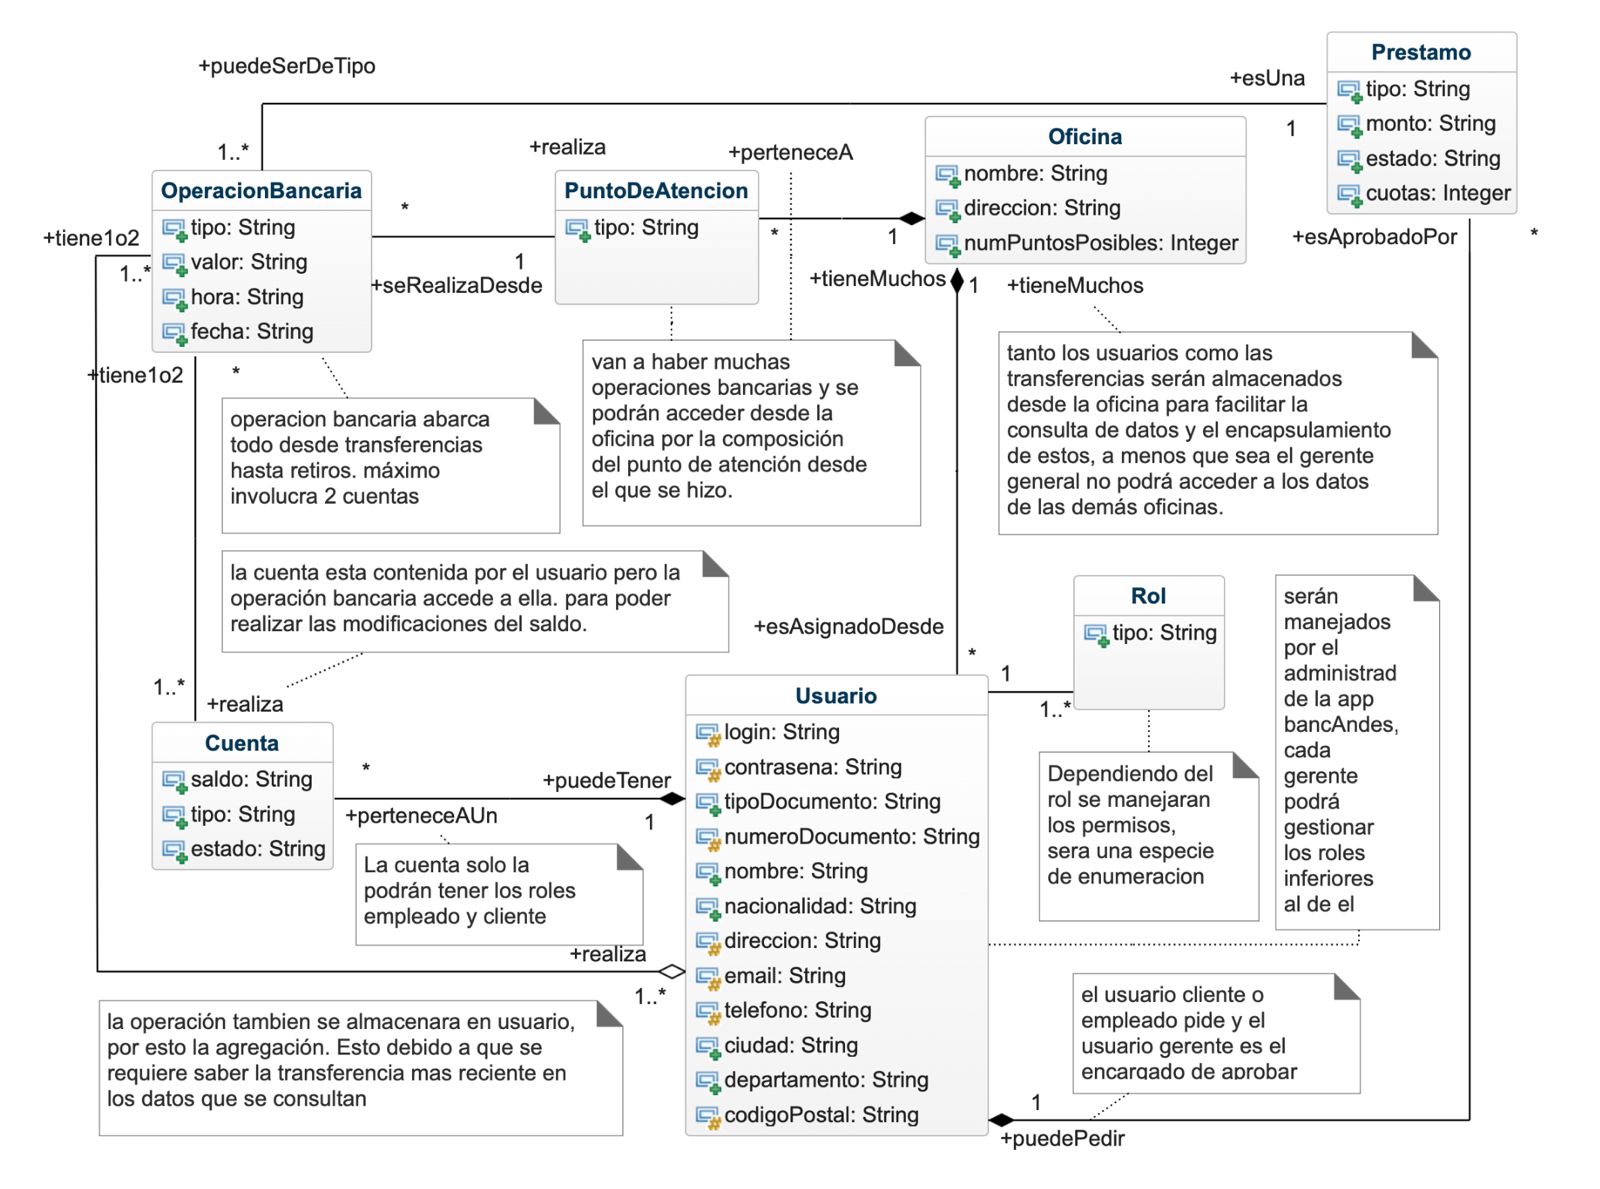 +puedeSerDeTipo
+esUna
1
1..*
Prestamo
tipo: String
monto: String
estado: String
cuotas: Integer
+esAprobadoPor
*
OperacionBancaria
tipo: String
valor: String
hora: String
fecha: String
+tiene1o2
1..*
*
+realiza
1
+seRealizaDesde
PuntoDeAtencion
tipo: String
+perteneceA
*
1
Oficina
nombre: String
direccion: String
numPuntosPosibles: Integer
+tieneMuchos
1
+tieneMuchos
+tiene1o2
*
operacion bancaria abarca
todo desde transferencias
hasta retiros. máximo
involucra 2 cuentas
van a haber muchas
operaciones bancarias y se
podrán acceder desde la
oficina por la composición
del punto de atención desde
el que se hizo.
tanto los usuarios como las
transferencias serán almacenados
desde la oficina para facilitar la
consulta de datos y el encapsulamiento
de estos, a menos que sea el gerente
general no podrá acceder a los datos
de las demás oficinas.
la cuenta esta contenida por el usuario pero la
operación bancaria accede a ella. para poder
realizar las modificaciones del saldo.
+esAsignadoDesde
*
1
1..*
Rol
tipo: String
serán
manejados
por el
administrad
de la app
bancAndes,
cada
gerente
podrá
gestionar
los roles
inferiores
al de el
1..*
+realiza
Cuenta
saldo: String
tipo: String
estado: String
*
+perteneceAUn
+puedeTener
1
Usuario
login: String
contrasena: String
tipoDocumento: String
numeroDocumento: String
nombre: String
nacionalidad: String
direccion: String
email: String
telefono: String
ciudad: String
departamento: String
codigoPostal: String
Dependiendo del
rol se manejaran
los permisos,
sera una especie
de enumeracion
La cuenta solo la
podrán tener los roles
empleado y cliente
+realiza
1..*
la operación tambien se almacenara en usuario,
por esto la agregación. Esto debido a que se
requiere saber la transferencia mas reciente en
los datos que se consultan
el usuario cliente o
empleado pide y el
usuario gerente es el
encargado de aprobar
1
+puedePedir